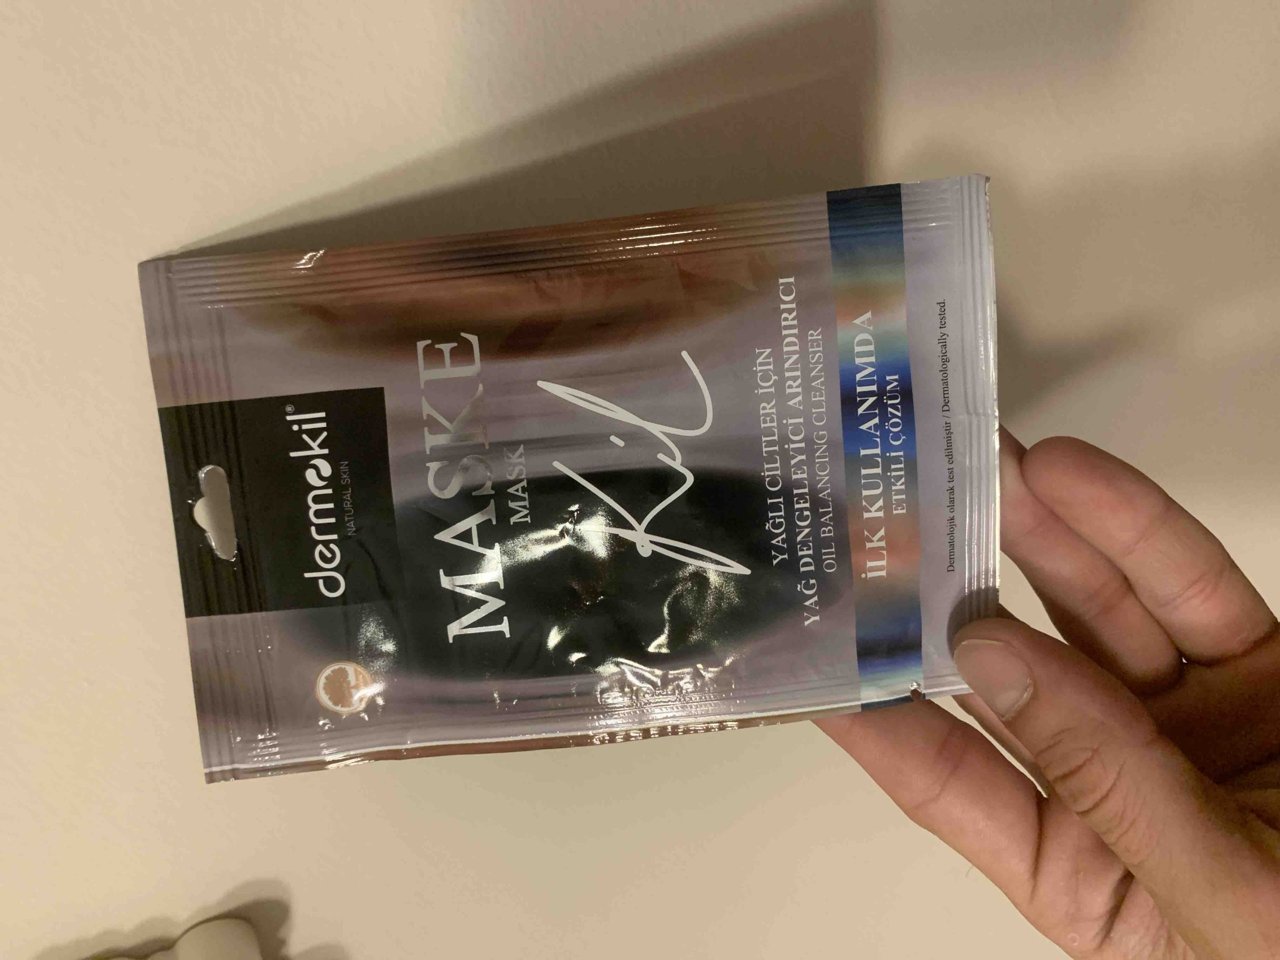 dermokil®
NATURAL SKIN
MASKE
MASK
Kil
YAĞLI CİLTLER İÇİN
YAĞ DENGELEYİCİ ARINDIRICI
OIL BALANCING CLEANSER
İLK KULLANIMDA
ETKİLİ ÇÖZÜM
Dermatolojik olarak test edilmiştir / Dermatologically tested.